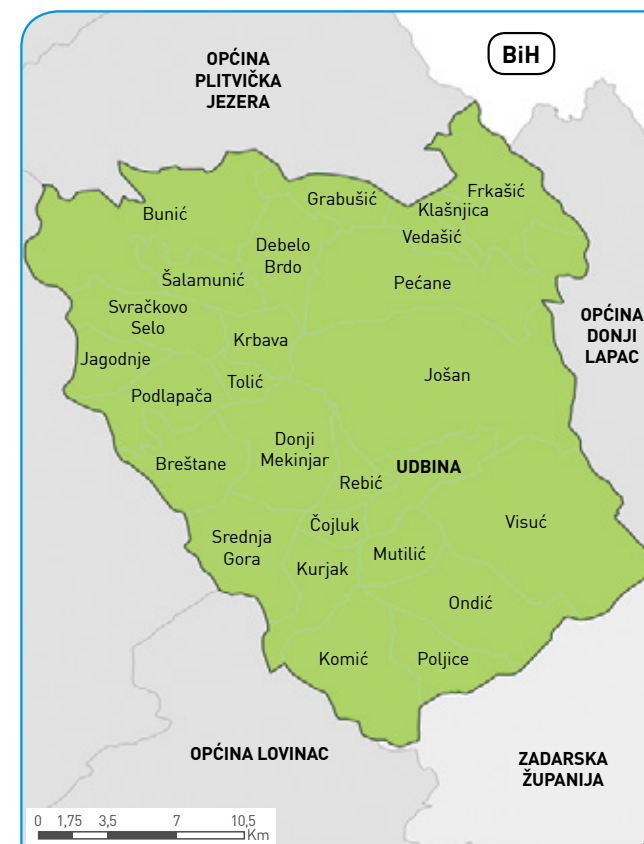 OPĆINA
PLITVIČKA
JEZERA
BiH
Frkašić
Grabušić
Klašnjica
Bunić
Vedašić
Debelo
Brdo
Šalamunić
Pećane
Svračkovo
Selo
OPĆINA
DONJI
LAPAC
Krbava
Jagodnje
Jošan
Tolić
Podlapača
Donji
Mekinjar
Breštane
UDBINA
Rebić
Čojluk
Visuć
Srednja
Gora
Mutilić
Kurjak
Ondić
Komić
Poljice
OPĆINA LOVINAC
ZADARSKA
ŽUPANIJA
0 1,75 3,5 7 10,5
Km